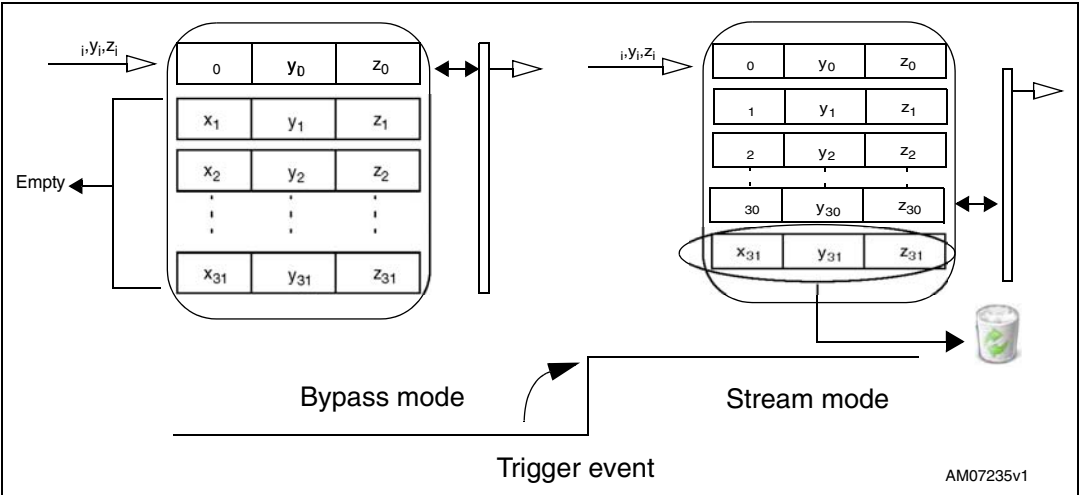 i,yi,zi
0 y0 z0
x1 y1 z1
x2 y2 z2
x31 y31 z31
Empty
i,yi,zi
0 y0 z0
1 y1 z1
2 y2 z2
30 y30 z30
x31 y31 z31
Bypass mode
Stream mode
Trigger event
AM07235v1